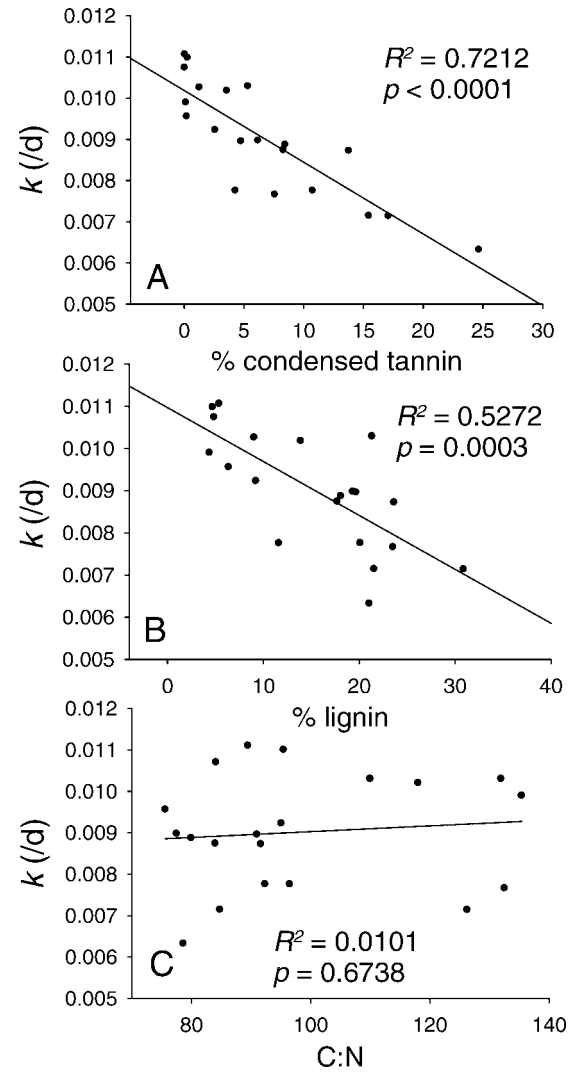 0.012
0.011
0.010
0.009
0.008
0.007
0.006
0.005
k (/d)
R² = 0.7212
p < 0.0001
A
0 5 10 15 20 25 30
% condensed tannin
0.012
0.011
0.010
0.009
0.008
0.007
0.006
0.005
k (/d)
R² = 0.5272
p = 0.0003
B
0 10 20 30 40
% lignin
0.012
0.011
0.010
0.009
0.008
0.007
0.006
0.005
k (/d)
R² = 0.0101
p = 0.6738
C
80 100 120 140
C:N